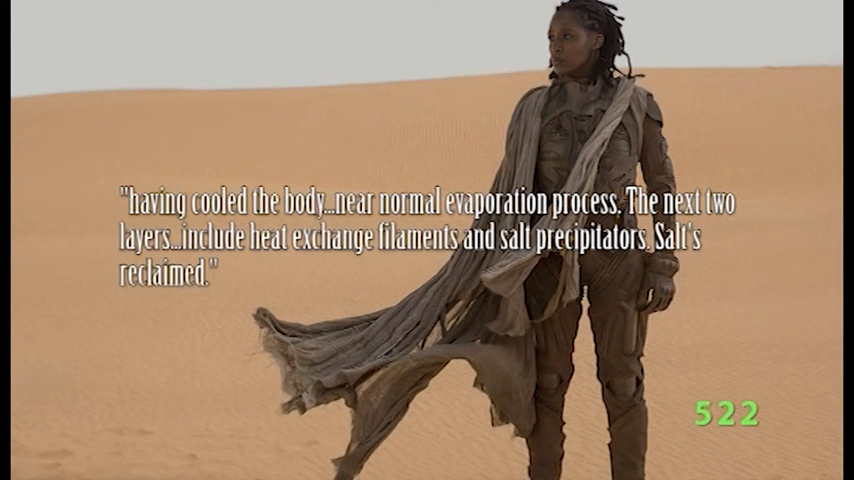 "having cooled the body...near normal evaporation process. The next two
layers...include heat exchange filaments and salt precipitators. Salt's
reclaimed."
522